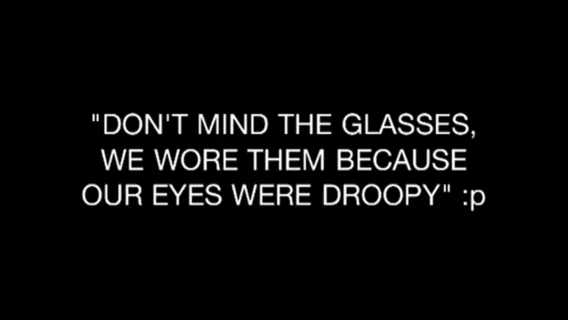 "DON'T MIND THE GLASSES,
WE WORE THEM BECAUSE
OUR EYES WERE DROOPY" :p